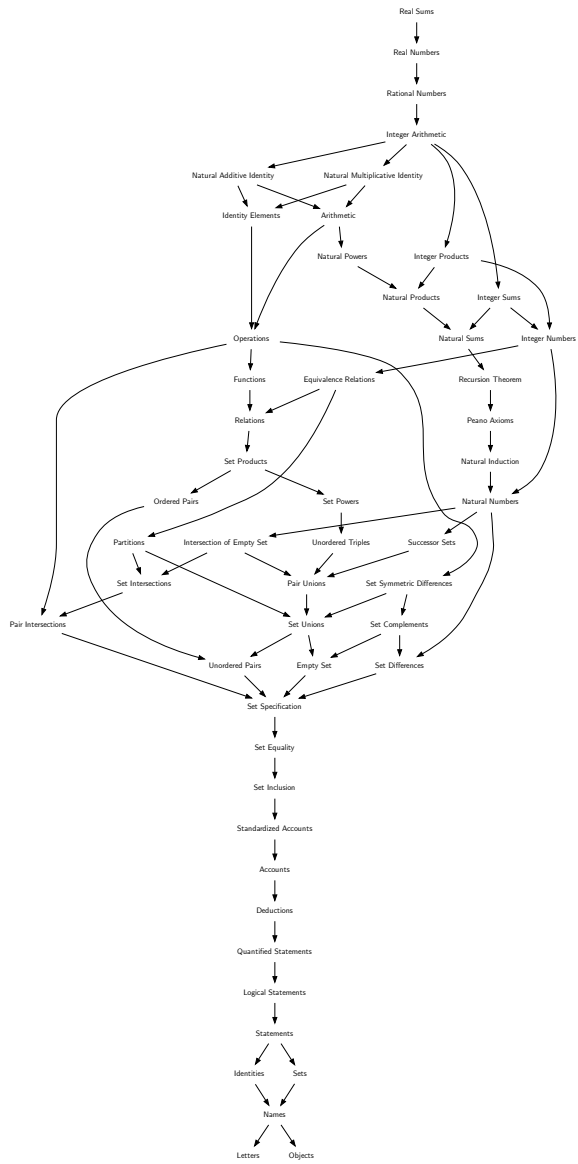 Real Sums
Real Numbers
Rational Numbers
Integer Arithmetic
Natural Additive Identity
Natural Multiplicative Identity
Identity Elements
Arithmetic
Natural Powers
Integer Products
Natural Products
Integer Sums
Operations
Natural Sums
Integer Numbers
Functions
Equivalence Relations
Recursion Theorem
Relations
Peano Axioms
Set Products
Natural Induction
Ordered Pairs
Set Powers
Natural Numbers
Partitions
Intersection of Empty Set
Unordered Triples
Successor Sets
Set Intersections
Pair Unions
Set Symmetric Differences
Pair Intersections
Set Unions
Set Complements
Unordered Pairs
Empty Set
Set Differences
Set Specification
Set Equality
Set Inclusion
Standardized Accounts
Accounts
Deductions
Quantified Statements
Logical Statements
Statements
Identities
Sets
Names
Letters
Objects